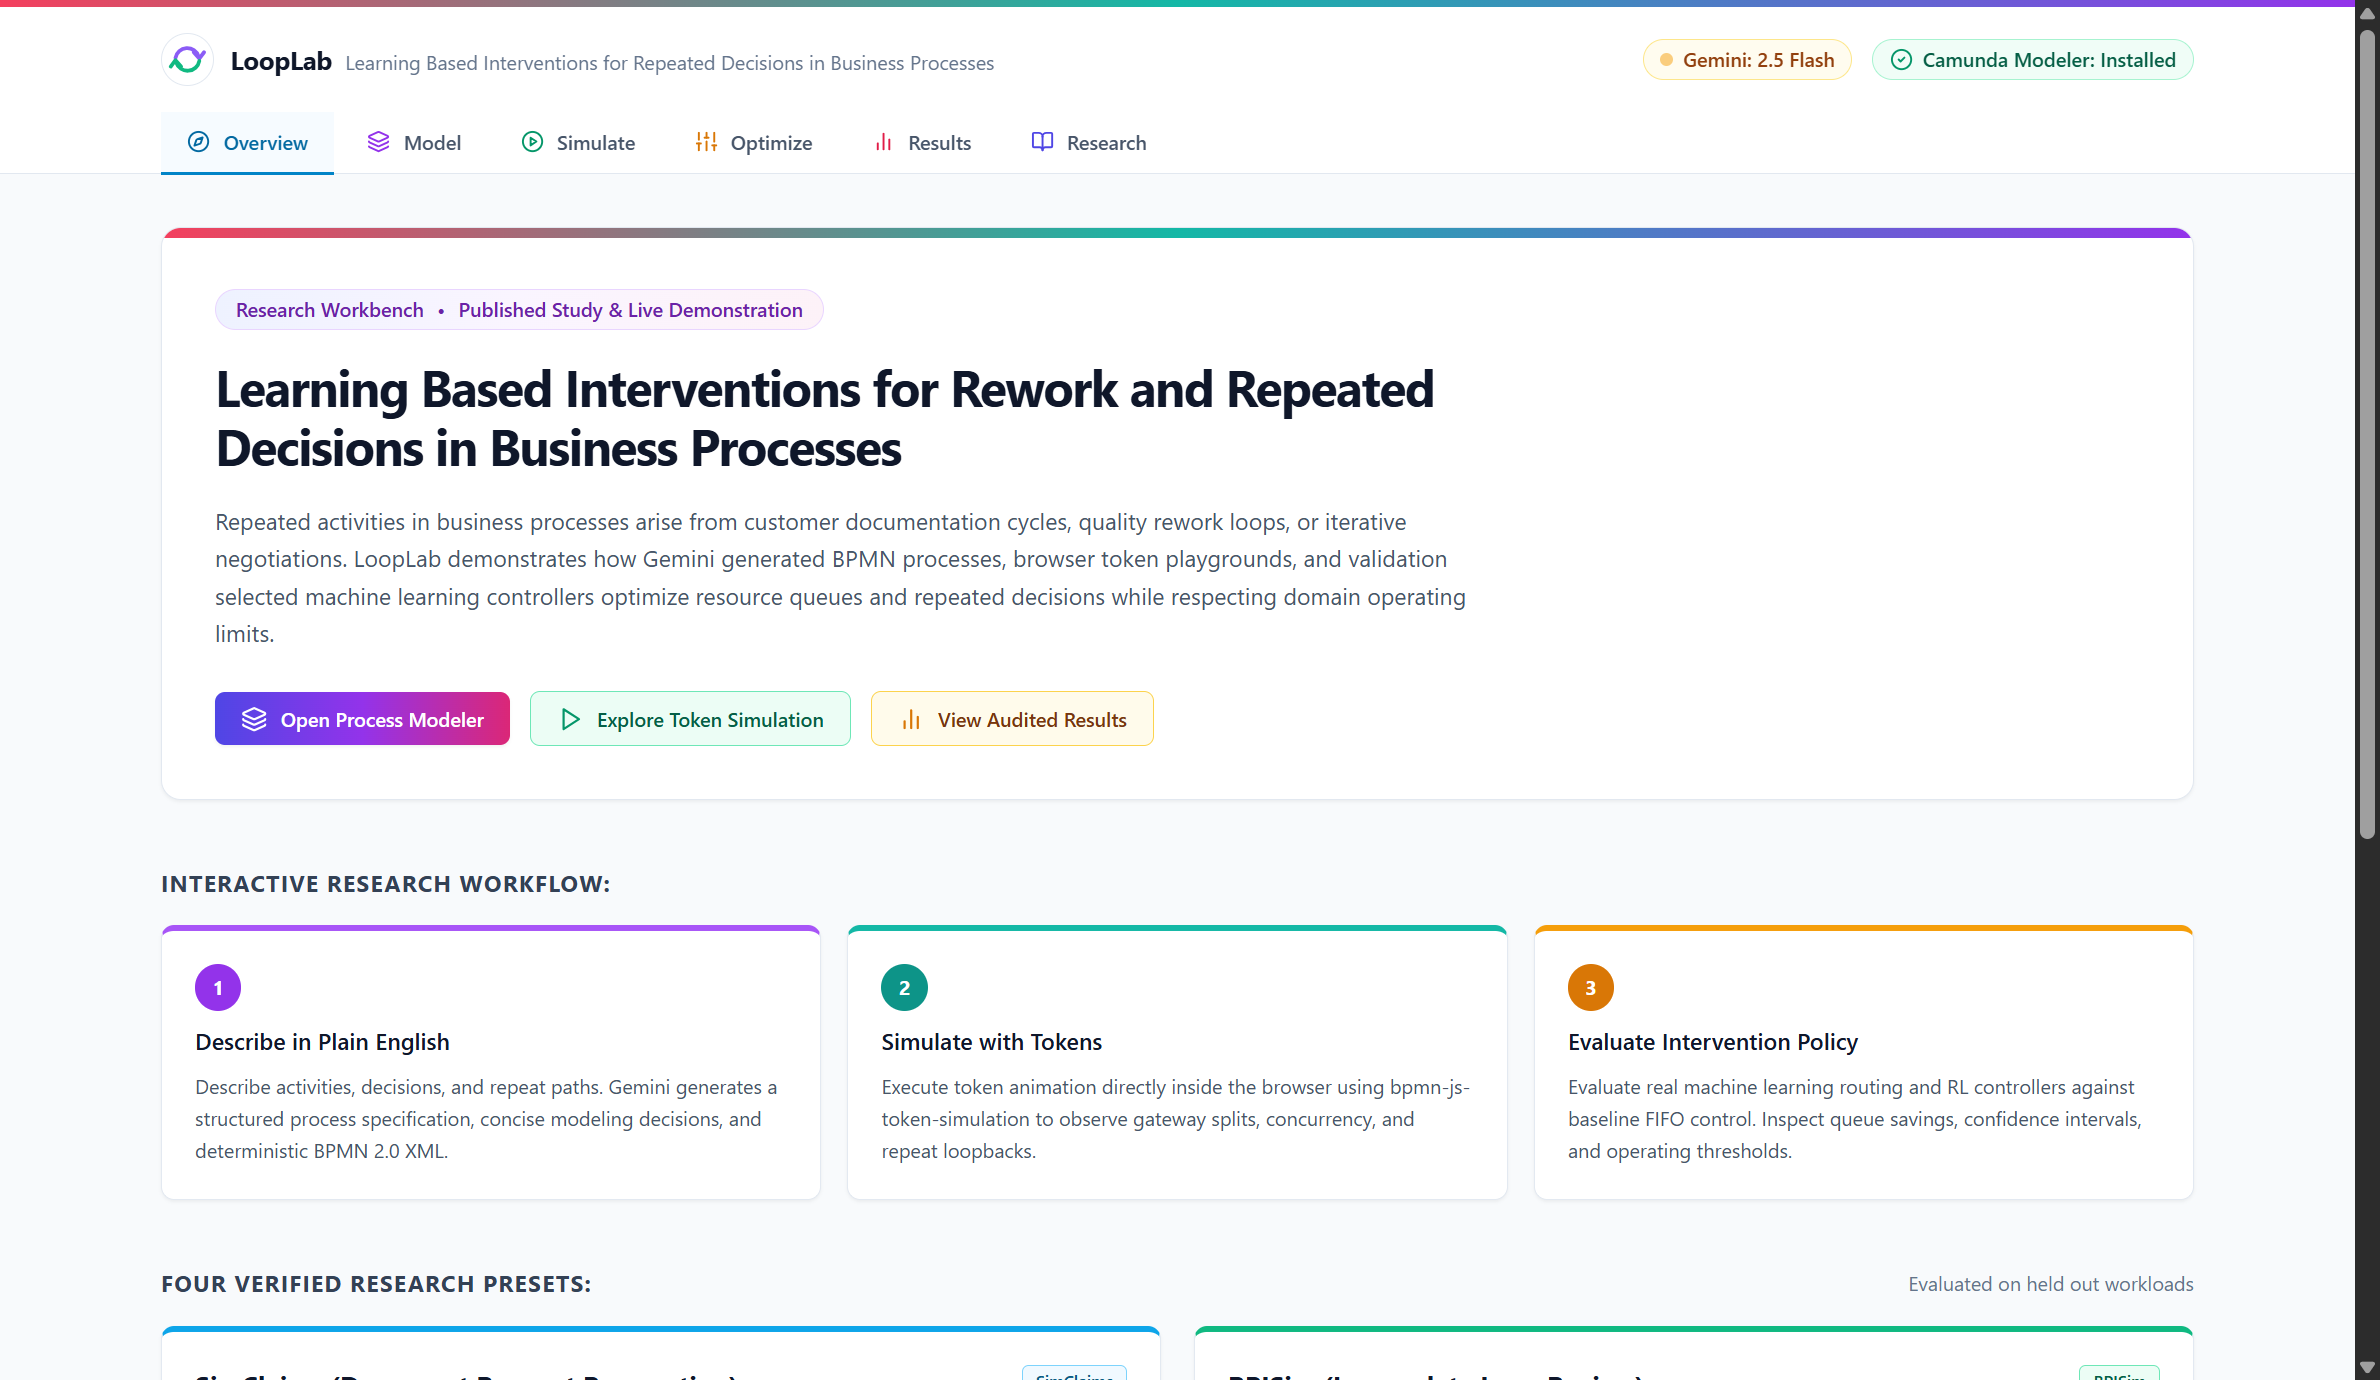 LoopLab Learning Based Interventions for Repeated Decisions in Business Processes
Gemini: 2.5 Flash
Camunda Modeler: Installed
Overview
Model
Simulate
Optimize
Results
Research
Research Workbench • Published Study & Live Demonstration
Learning Based Interventions for Rework and Repeated
Decisions in Business Processes
Repeated activities in business processes arise from customer documentation cycles, quality rework loops, or iterative
negotiations. LoopLab demonstrates how Gemini generated BPMN processes, browser token playgrounds, and validation
selected machine learning controllers optimize resource queues and repeated decisions while respecting domain operating
limits.
Open Process Modeler
Explore Token Simulation
View Audited Results
INTERACTIVE RESEARCH WORKFLOW:
1
Describe in Plain English
Describe activities, decisions, and repeat paths. Gemini generates a
structured process specification, concise modeling decisions, and
deterministic BPMN 2.0 XML.
2
Simulate with Tokens
Execute token animation directly inside the browser using bpmn-js-
token-simulation to observe gateway splits, concurrency, and
repeat loopbacks.
3
Evaluate Intervention Policy
Evaluate real machine learning routing and RL controllers against
baseline FIFO control. Inspect queue savings, confidence intervals,
and operating thresholds.
FOUR VERIFIED RESEARCH PRESETS:
Evaluated on held out workloads
SimClaims
BPISim